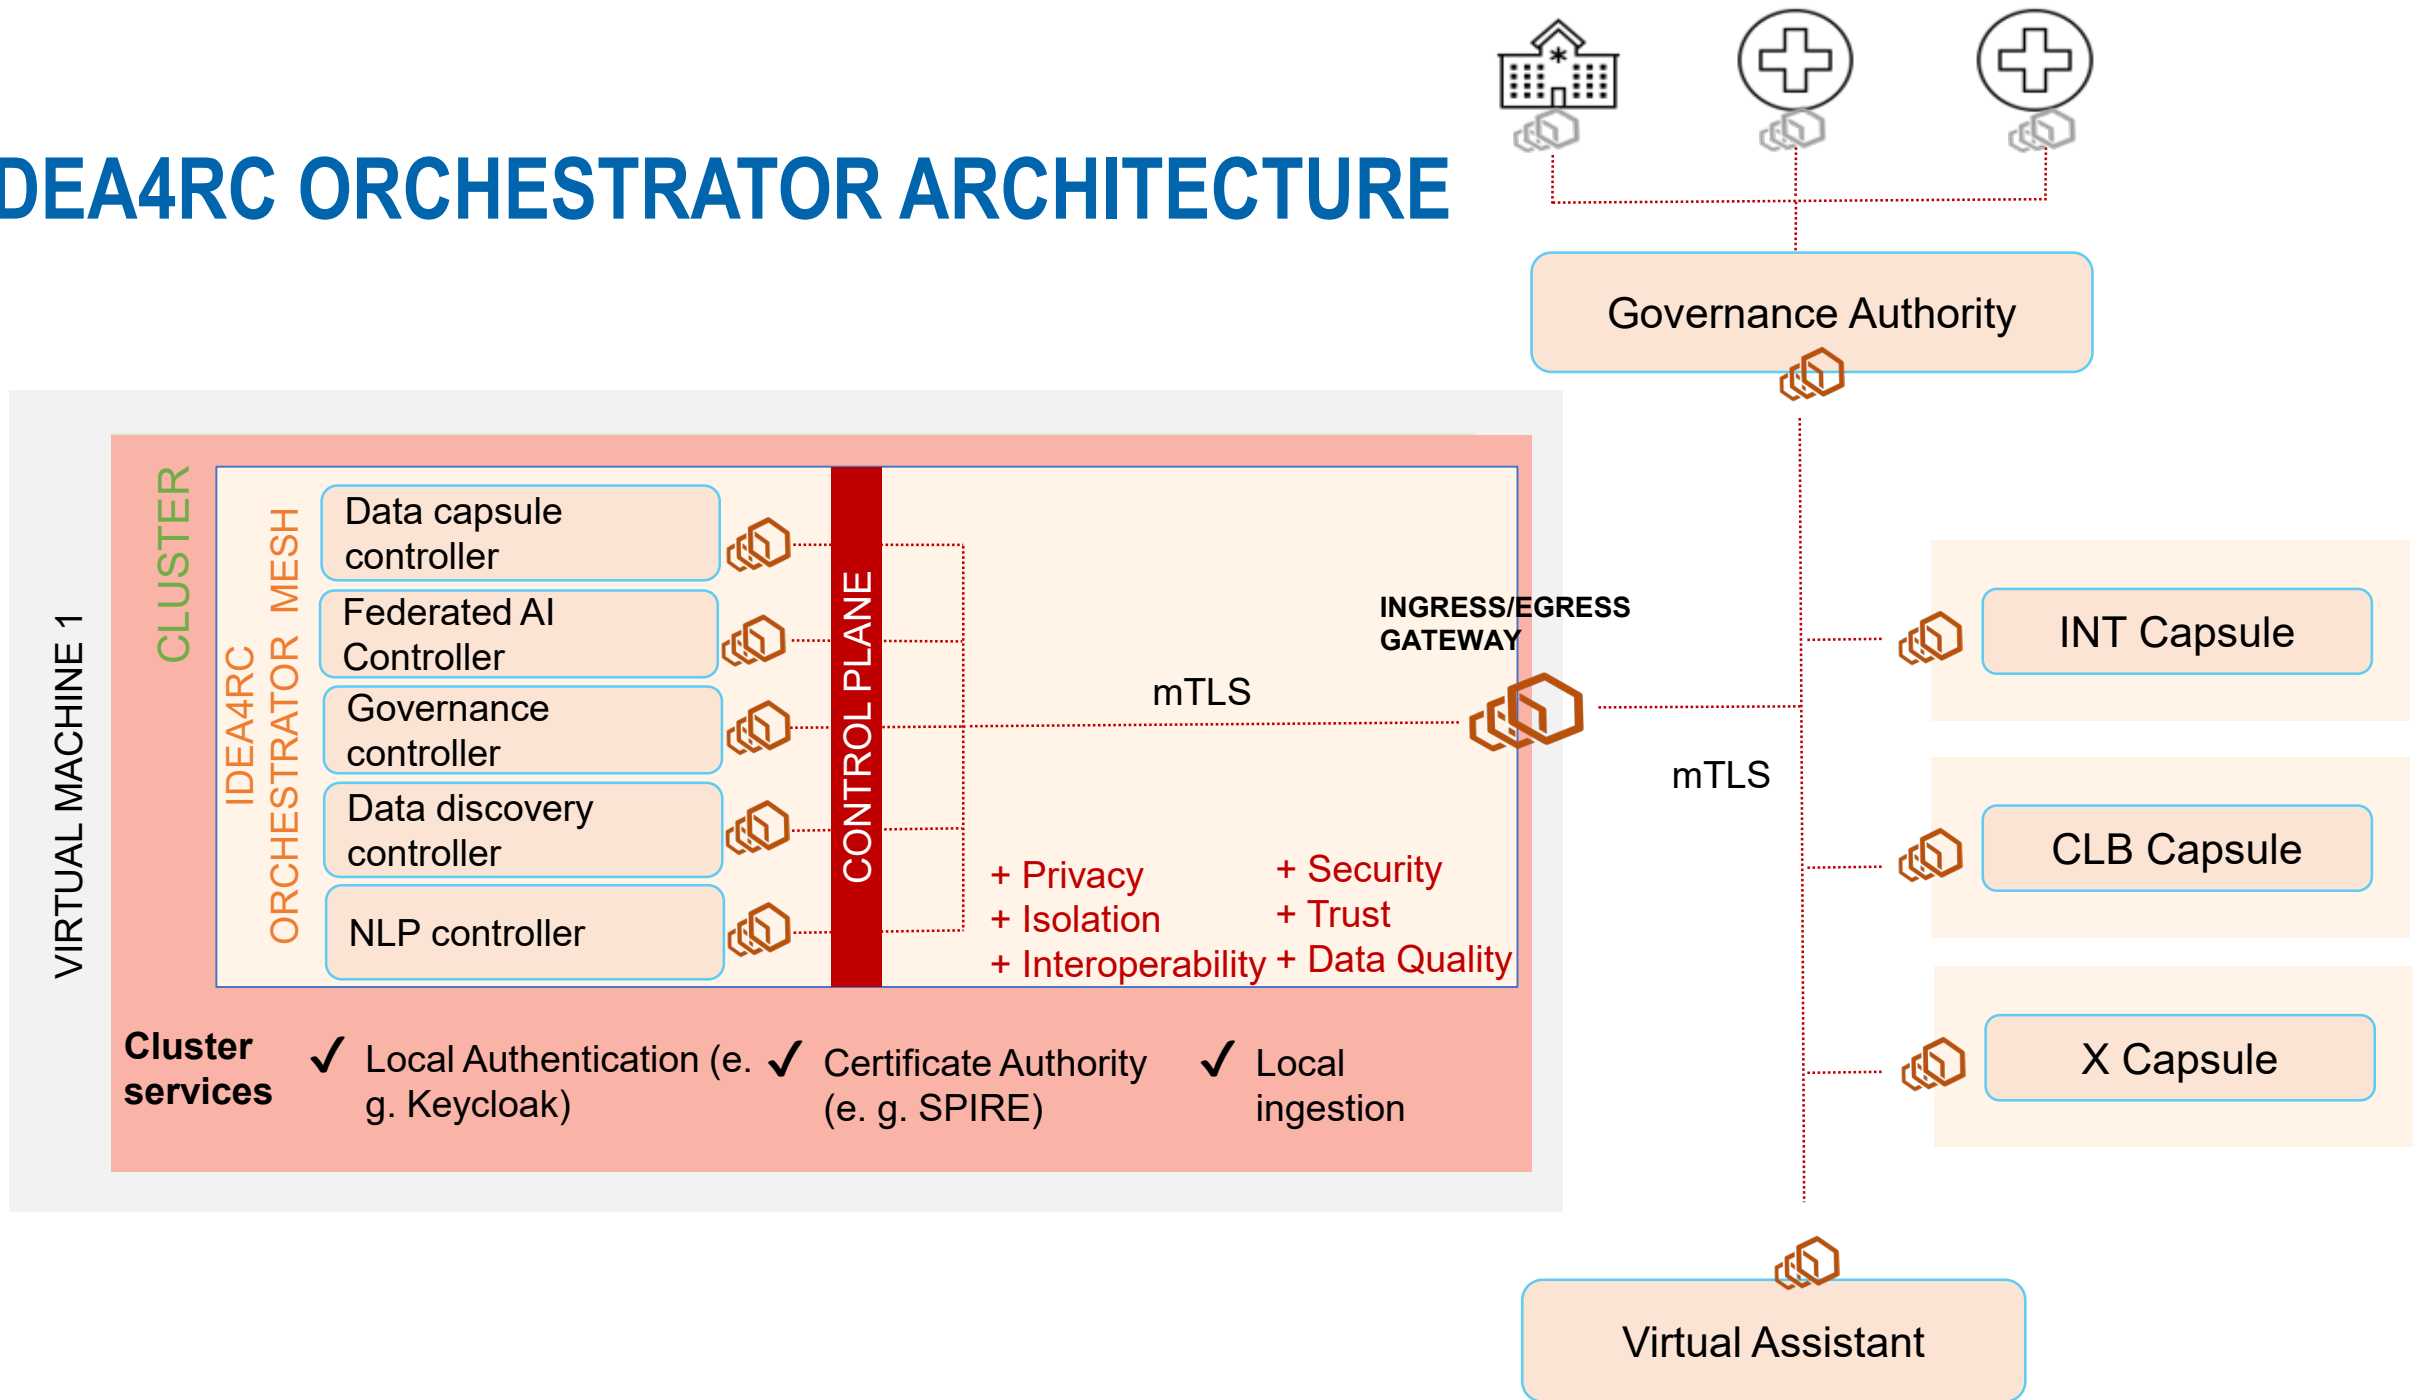 DEA4RC ORCHESTRATOR ARCHITECTURE
Governance Authority
VIRTUAL MACHINE 1
CLUSTER
IDEA4RC
ORCHESTRATOR MESH
Data capsule
controller
Federated AI
Controller
Governance
controller
Data discovery
controller
NLP controller
CONTROL PLANE
mTLS
INGRESS/EGRESS
GATEWAY
+ Privacy
+ Isolation
+ Interoperability
+ Security
+ Trust
+ Data Quality
Cluster
services
✓ Local Authentication (e.
g. Keycloak)
✓ Certificate Authority
(e. g. SPIRE)
✓ Local
ingestion
mTLS
INT Capsule
CLB Capsule
X Capsule
Virtual Assistant